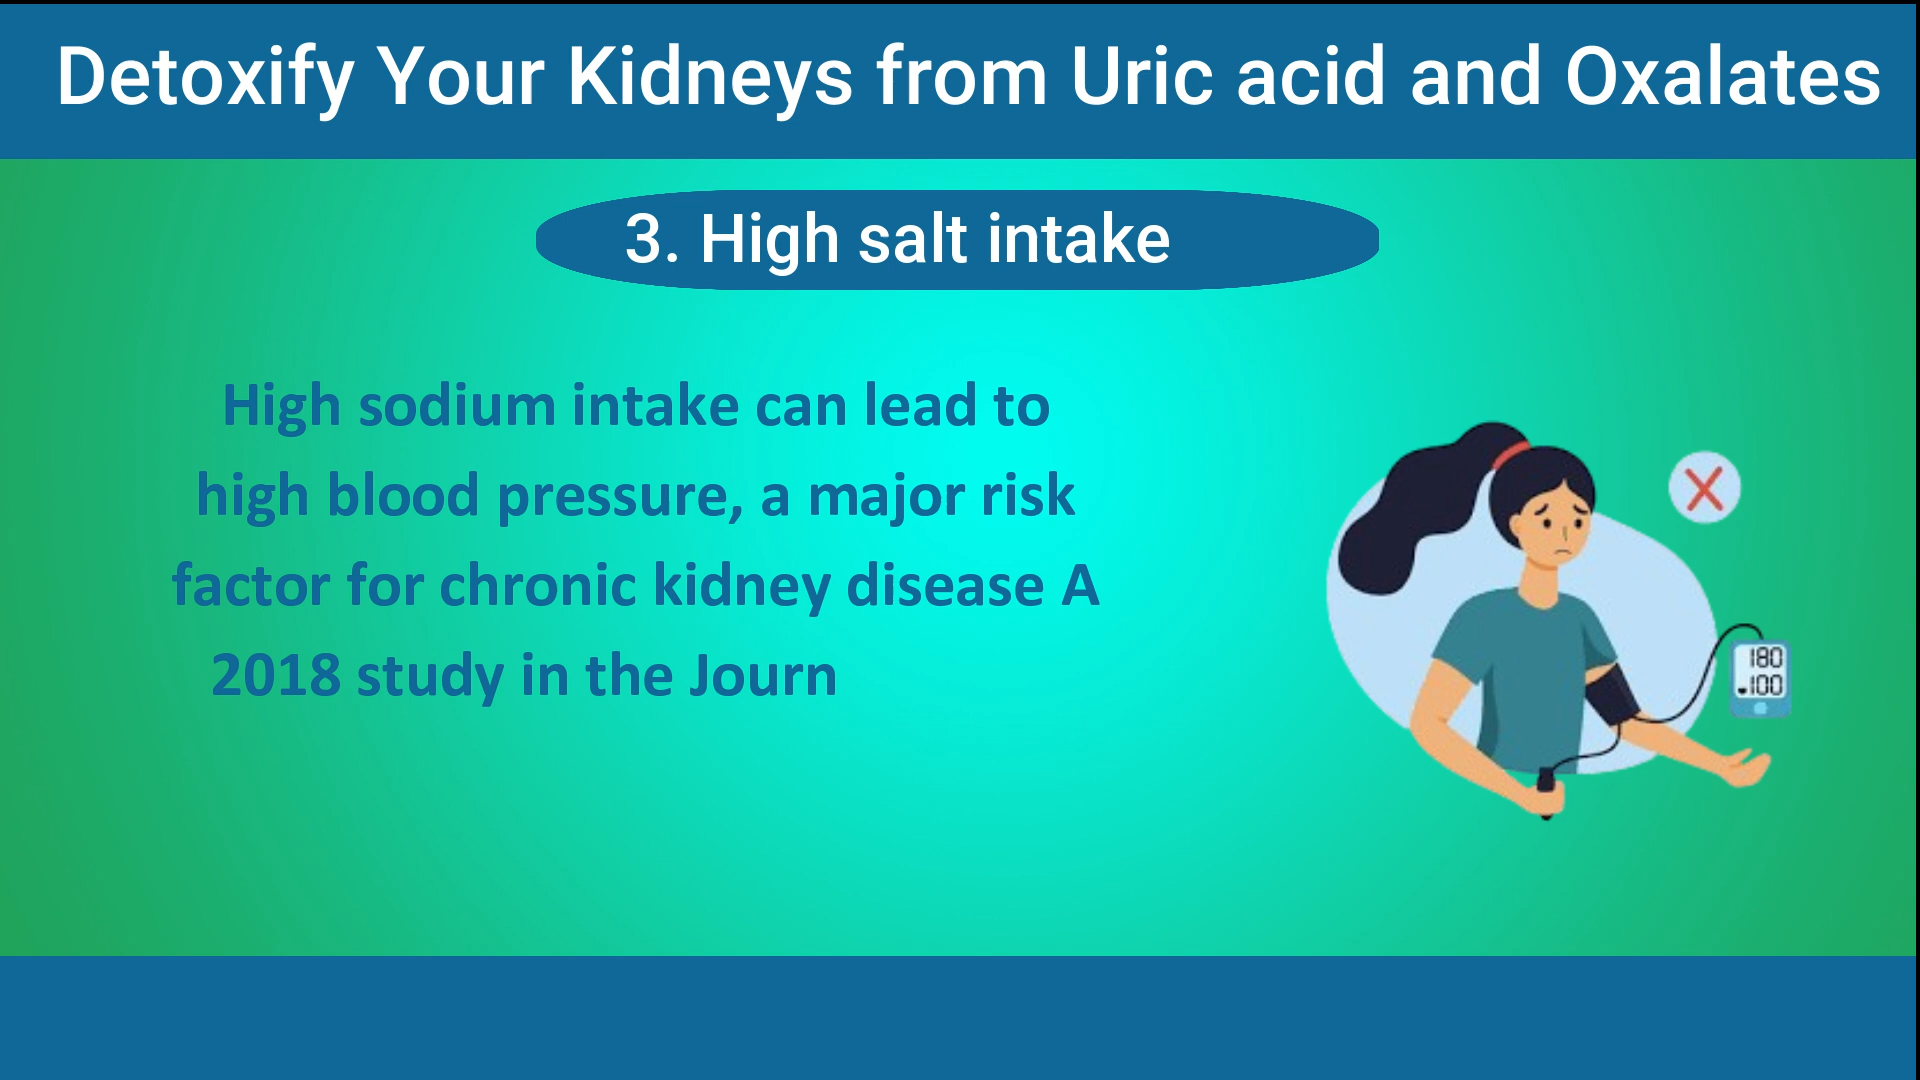 Detoxify Your Kidneys from Uric acid and Oxalates
3. High salt intake
High sodium intake can lead to
high blood pressure, a major risk
factor for chronic kidney disease A
2018 study in the Journ
180
100